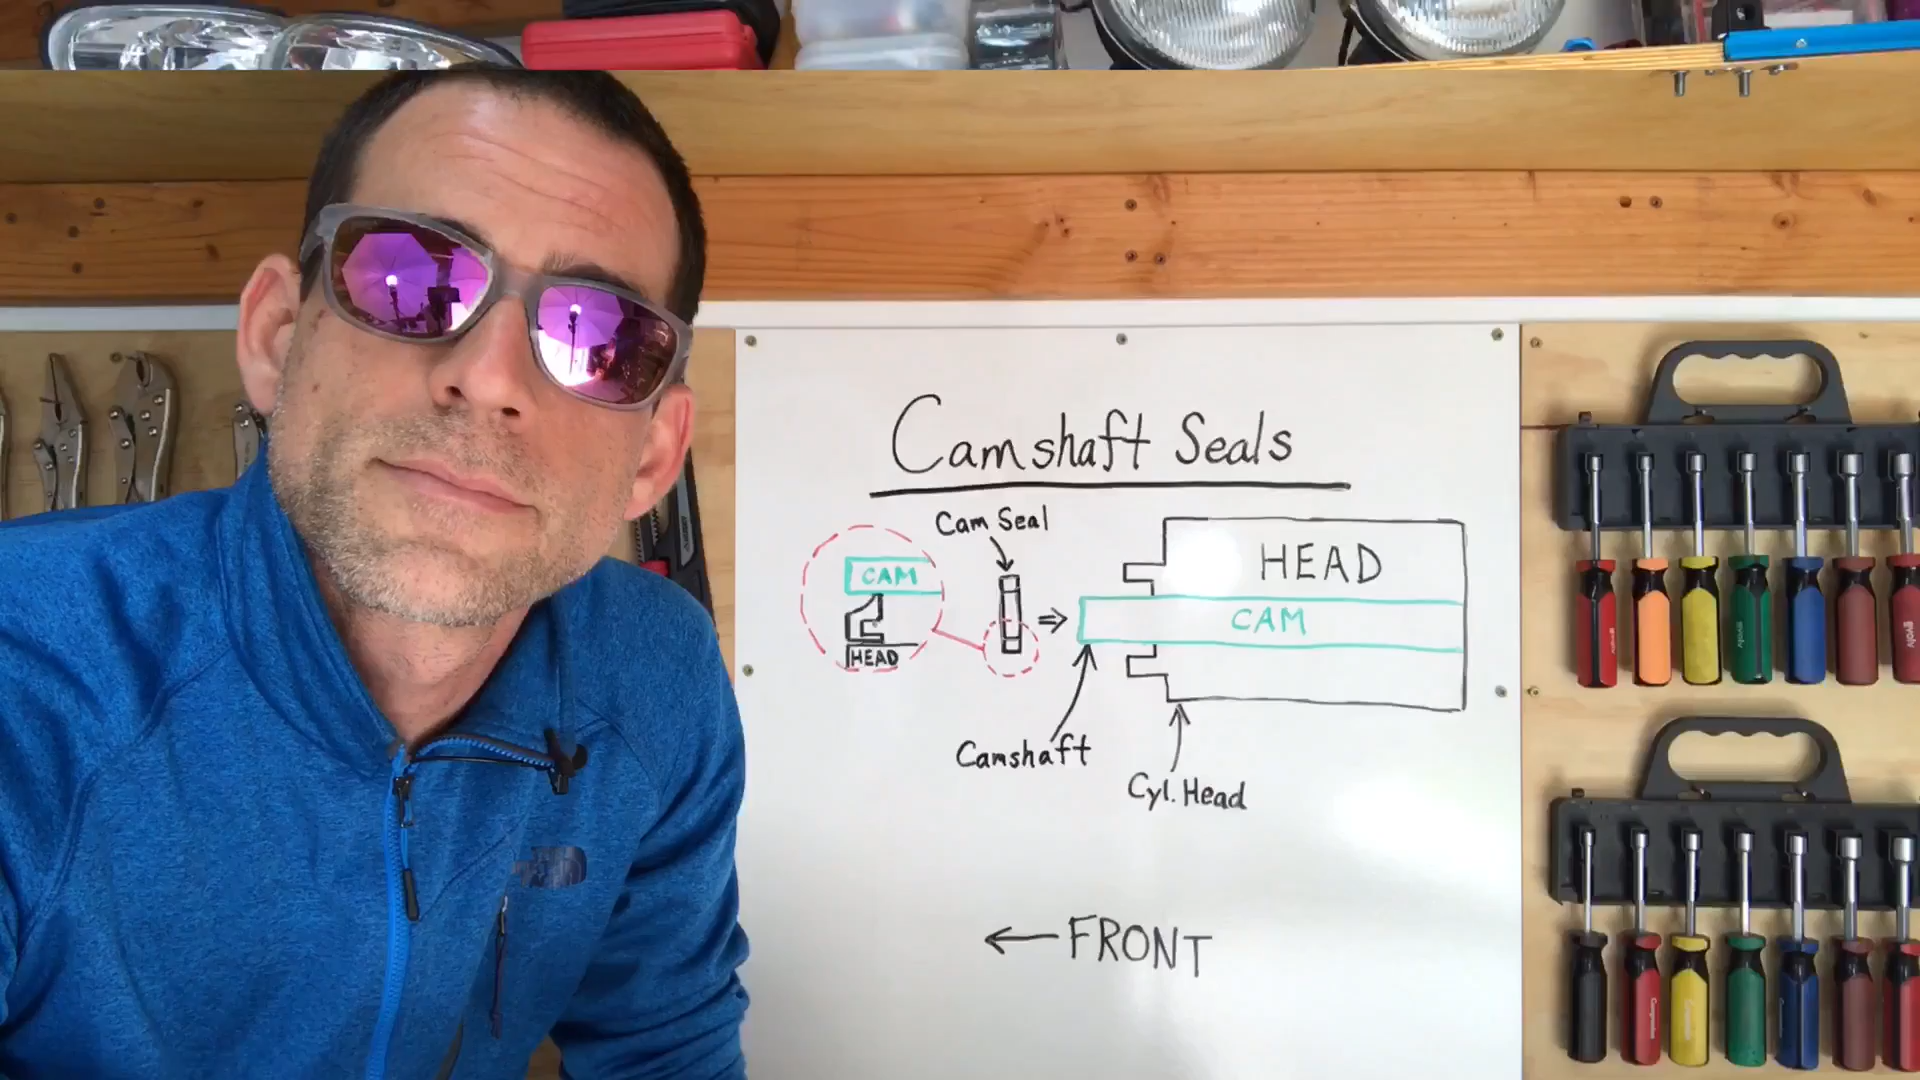 Camshaft Seals
Cam Seal
CAM
HEAD
HEAD
CAM
Camshaft
Cyl. Head
← FRONT